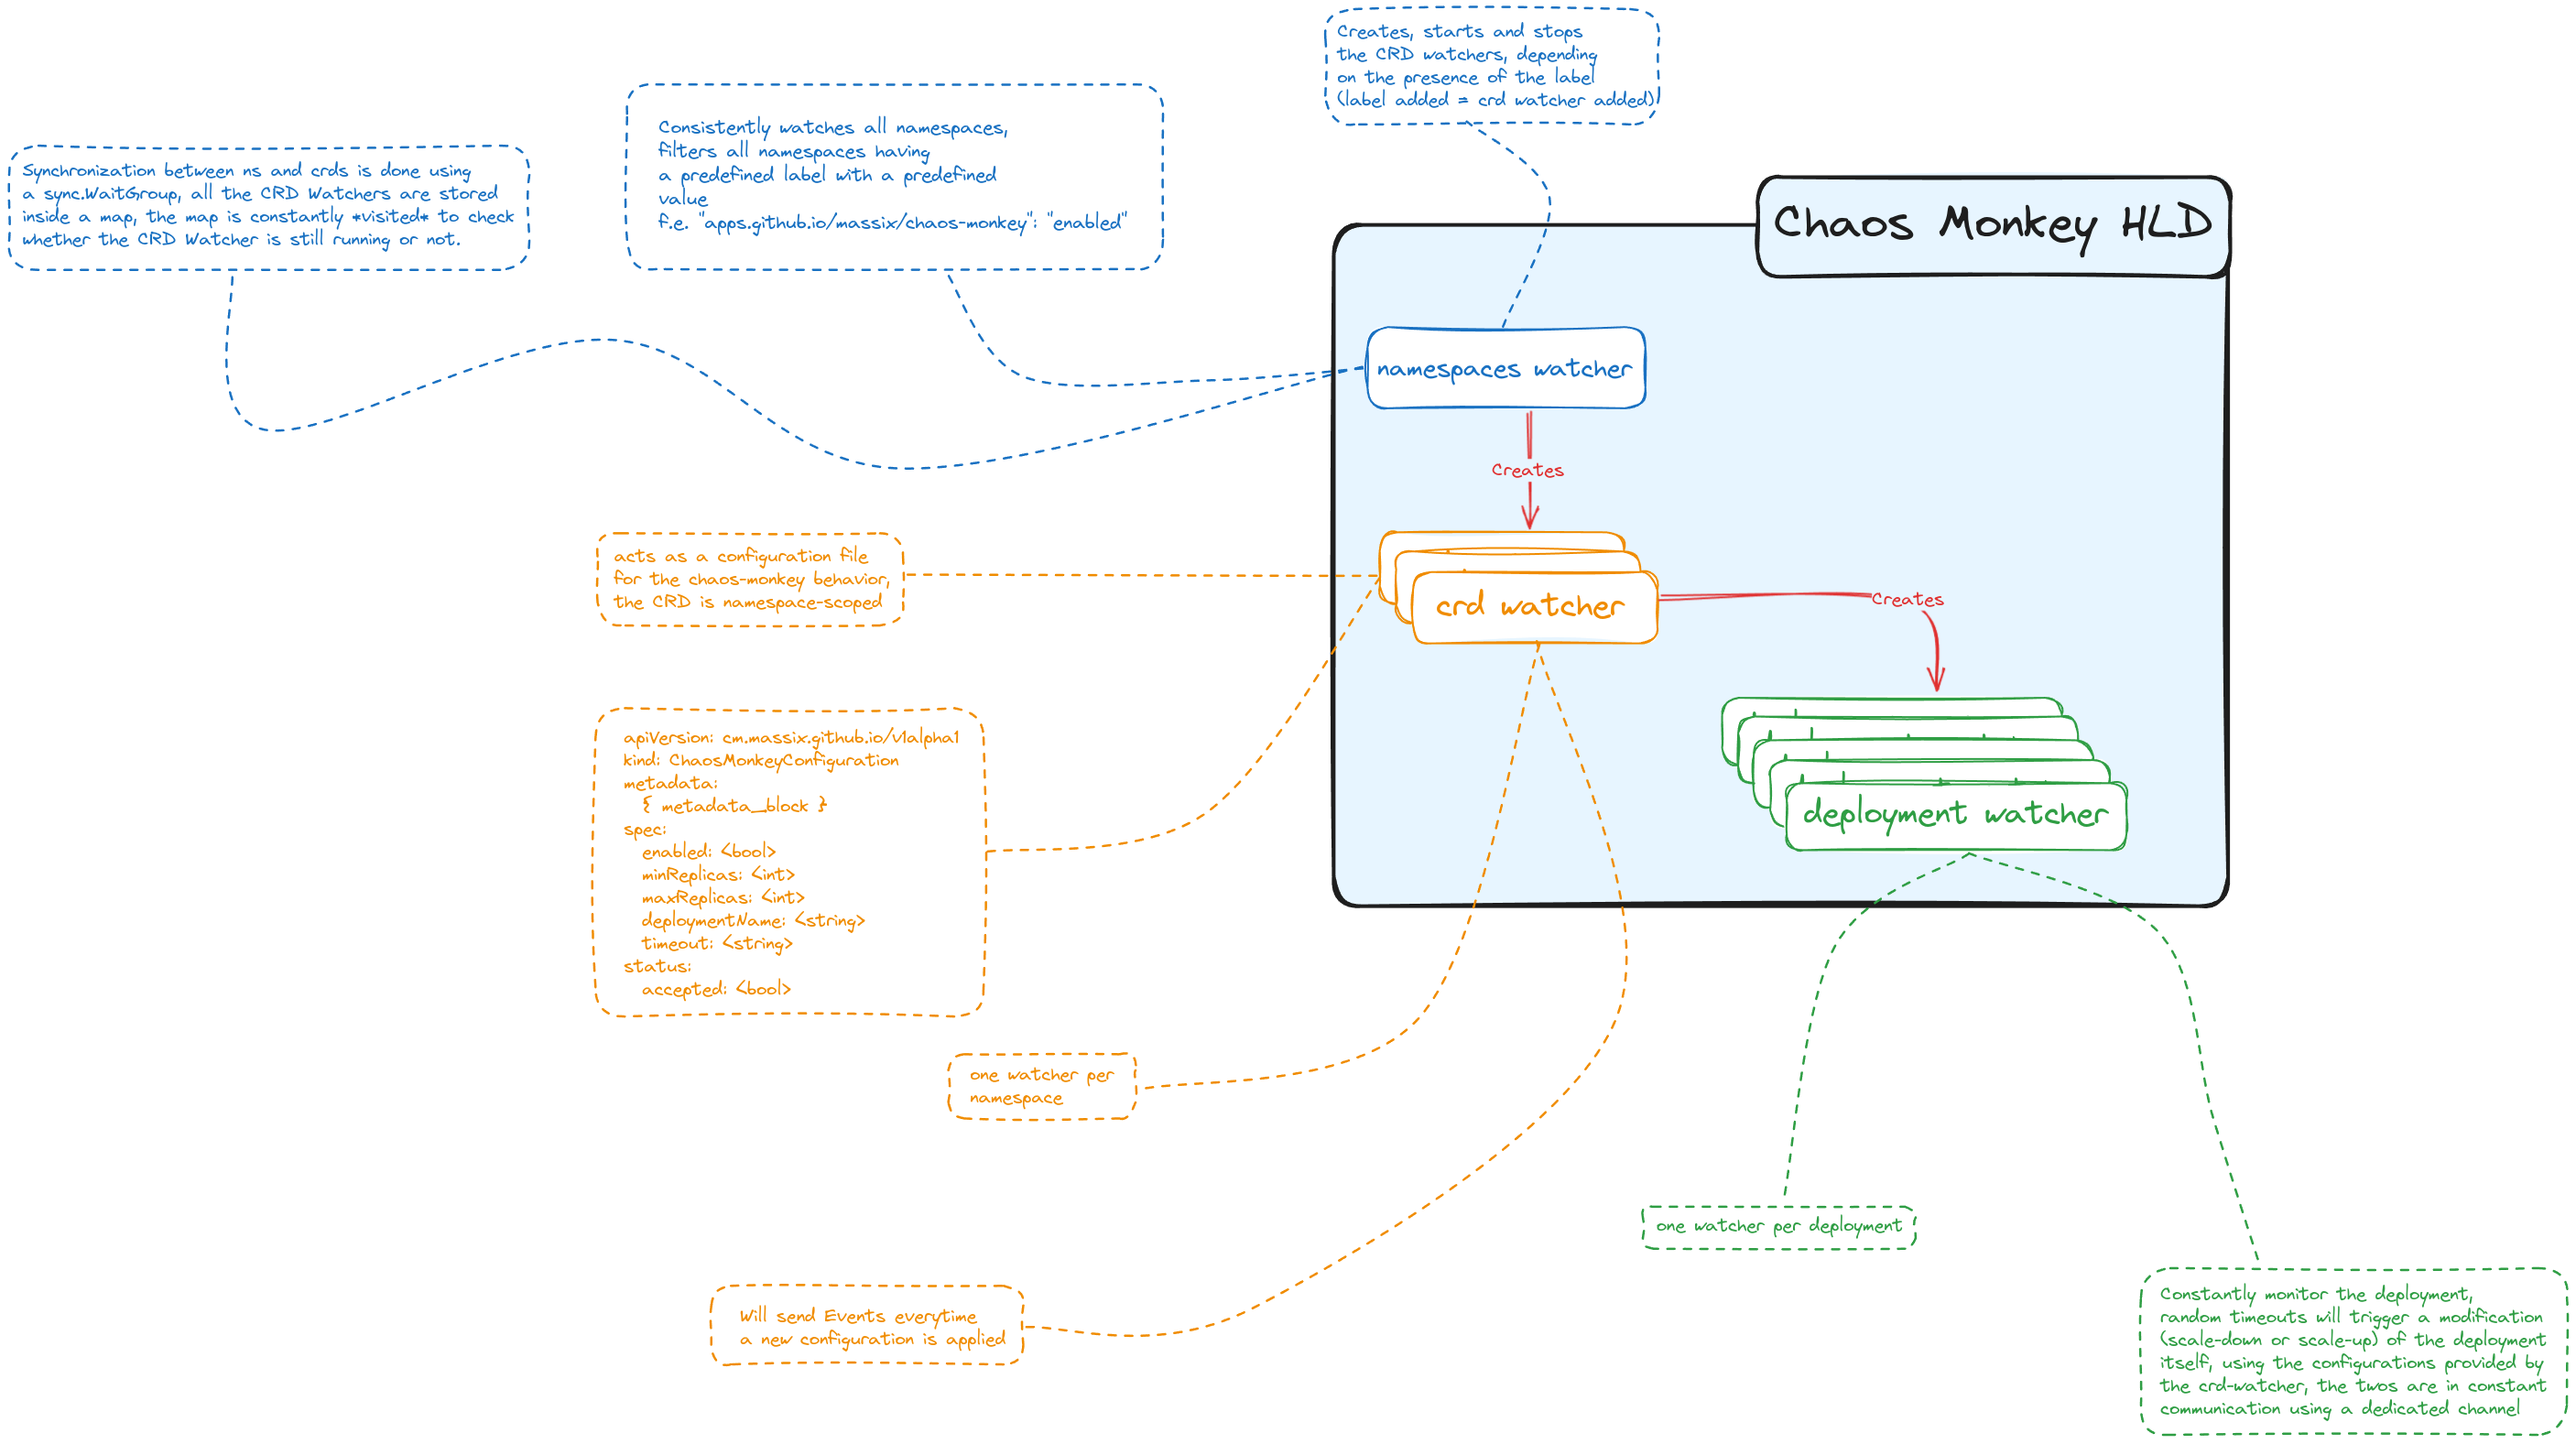 Creates, starts and stops
the CRD watchers, depending
on the presence of the label
(label added = crd watcher added)
Consistently watches all namespaces,
filters all namespaces having
a predefined label with a predefined
value
f.e. "apps.github.io/massix/chaos-monkey": "enabled"
Synchronization between ns and crds is done using
a sync.WaitGroup, all the CRD Watchers are stored
inside a map, the map is constantly *visited* to check
whether the CRD Watcher is still running or not.
Chaos Monkey HLD
namespaces watcher
Creates
acts as a configuration file
for the chaos-monkey behavior,
the CRD is namespace-scoped
crd watcher
Creates
apiVersion: cm.massix.github.io/v1alpha1
kind: ChaosMonkeyConfiguration
metadata:
{ metadata_block }
spec:
enabled: <bool>
minReplicas: <int>
maxReplicas: <int>
deploymentName: <string>
timeout: <string>
status:
accepted: <bool>
deployment watcher
one watcher per
namespace
one watcher per deployment
Will send Events everytime
a new configuration is applied
Constantly monitor the deployment,
random timeouts will trigger a modification
(scale-down or scale-up) of the deployment
itself, using the configurations provided by
the crd-watcher, the twos are in constant
communication using a dedicated channel